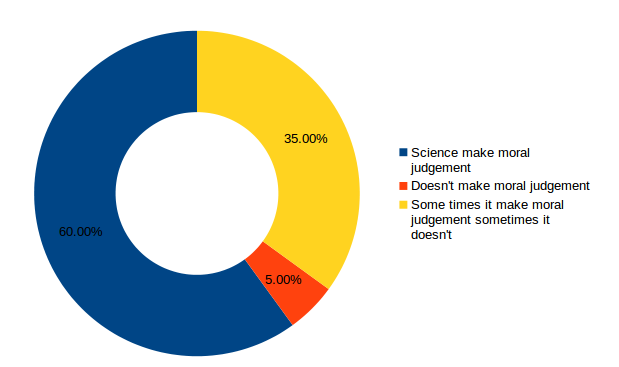 35.00%
60.00%
5.00%
Science make moral
judgement
Doesn't make moral judgement
Some times it make moral
judgement sometimes it
doesn't